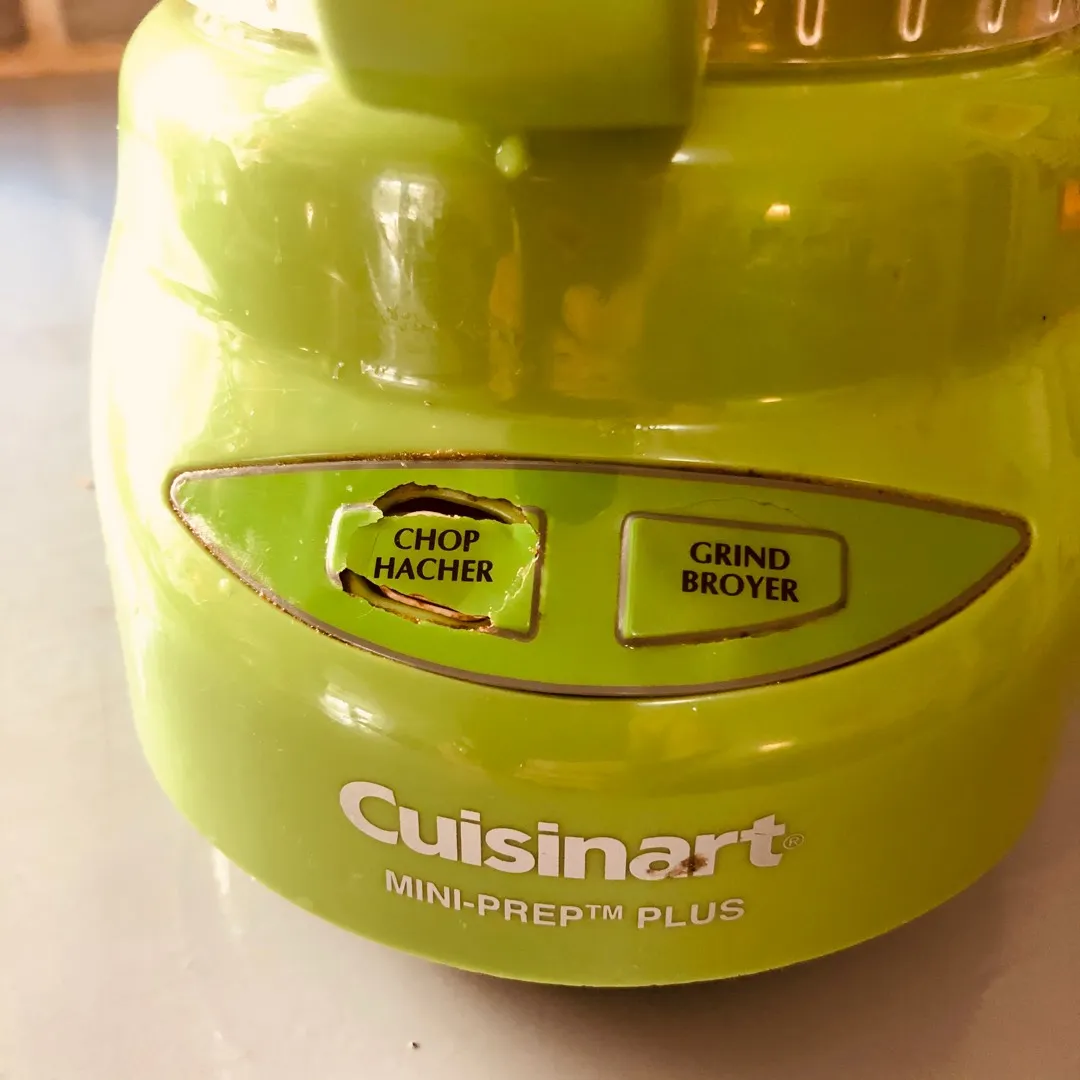 CHOP
HACHER
GRIND
BROYER
Cuisinart®
MINI-PREP™ PLUS